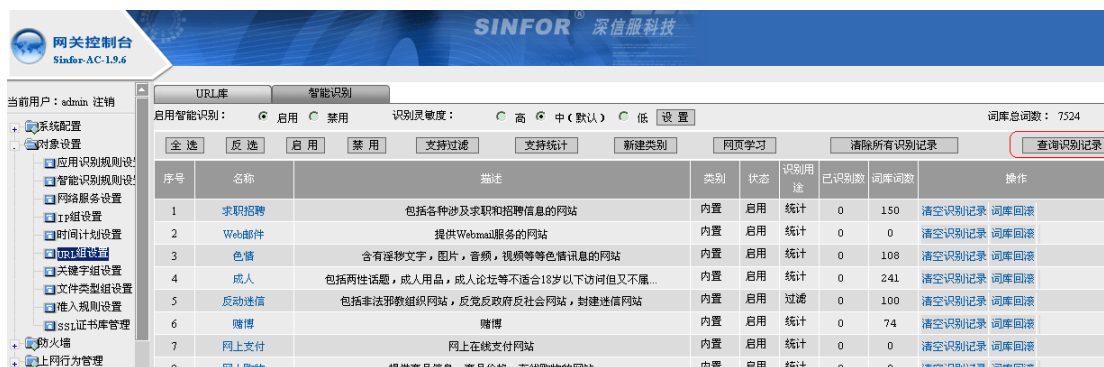 SINFOR® 深信服科技
网关控制台
Sinfor-AC-1.9.6
当前用户：admin 注销
系统配置
对象设置
应用识别规则设
智能识别规则设
网络服务设置
IP组设置
时间计划设置
URL组设置
关键字组设置
文件类型组设置
准入规则设置
SSL证书库管理
防火墙
上网行为管理
URL库 智能识别
启用智能识别： 启用 禁用 识别灵敏度： 高 中(默认) 低 设置 词库总词数： 7524
全选 反选 启用 禁用 支持过滤 支持统计 新建类别 网页学习 清除所有识别记录 查询识别记录
序号 名称 描述 类别 状态 识别用途 已识别数 词库词数 操作
1 求职招聘 包括各种涉及求职和招聘信息的网站 内置 启用 统计 0 150 清空识别记录 词库回滚
2 Web邮件 提供Webmail服务的网站 内置 启用 统计 0 0 清空识别记录 词库回滚
3 色情 含有淫秽文字，图片，音频，视频等等色情讯息的网站 内置 启用 统计 0 108 清空识别记录 词库回滚
4 成人 包括两性话题，成人用品，成人论坛等不适合18岁以下访问但又不属... 内置 启用 统计 0 241 清空识别记录 词库回滚
5 反动迷信 包括非法邪教组织网站，反党反政府反社会网站，封建迷信网站 内置 启用 过滤 0 100 清空识别记录 词库回滚
6 赌博 赌博 内置 启用 统计 0 74 清空识别记录 词库回滚
7 网上支付 网上在线支付网站 内置 启用 统计 0 0 清空识别记录 词库回滚